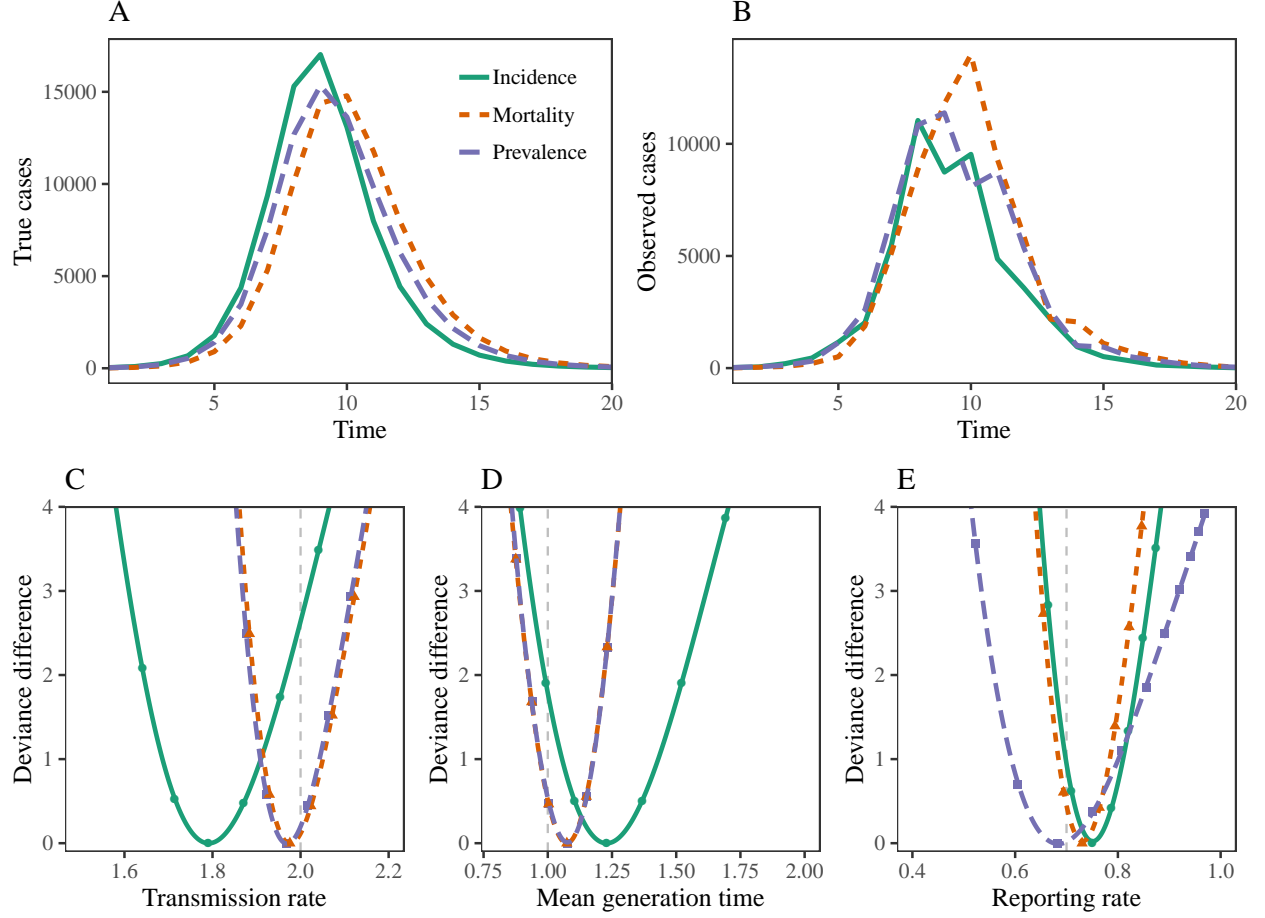 A
True cases
15000
10000
5000
0
5
10
15
20
Time
Incidence
Mortality
Prevalence
B
Observed cases
10000
5000
0
5
10
15
20
Time
C
Deviance difference
4
3
2
1
0
1.6
1.8
2.0
2.2
Transmission rate
D
Deviance difference
4
3
2
1
0
0.75
1.00
1.25
1.50
1.75
2.00
Mean generation time
E
Deviance difference
4
3
2
1
0
0.4
0.6
0.8
1.0
Reporting rate